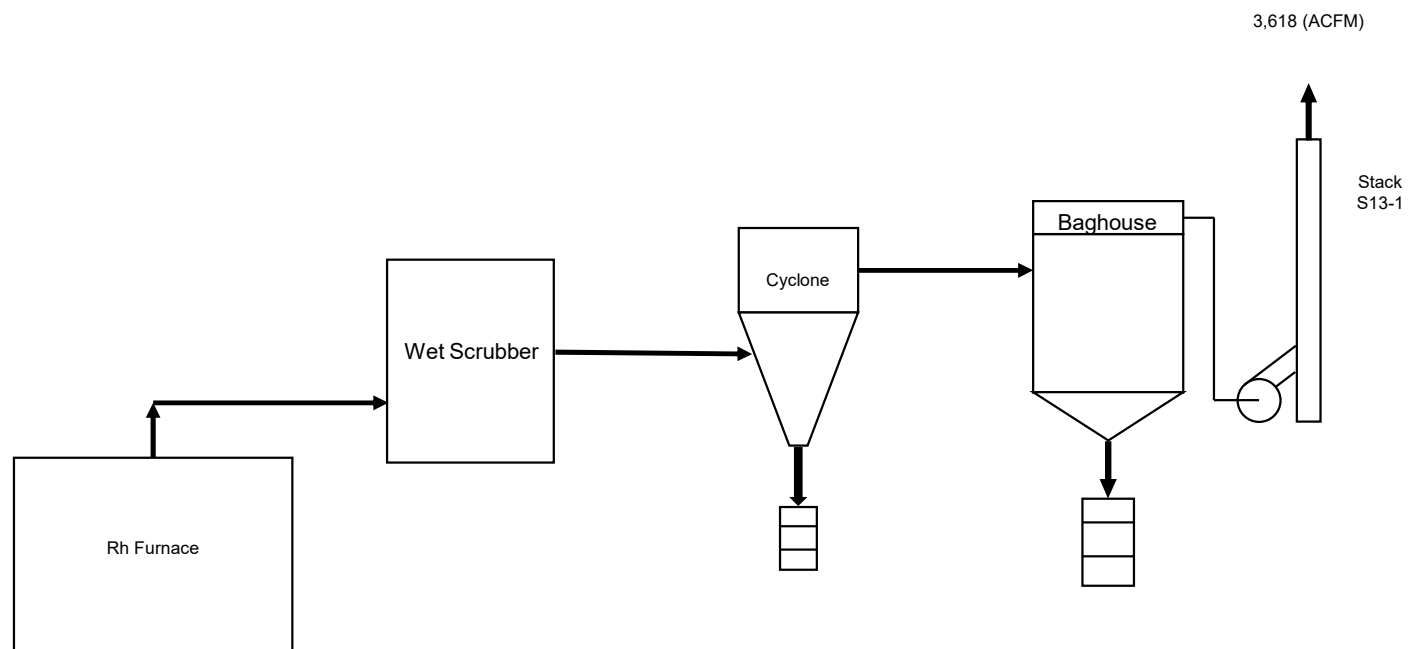 3,618 (ACFM)
Stack
S13-1
Baghouse
Cyclone
Wet Scrubber
Rh Furnace